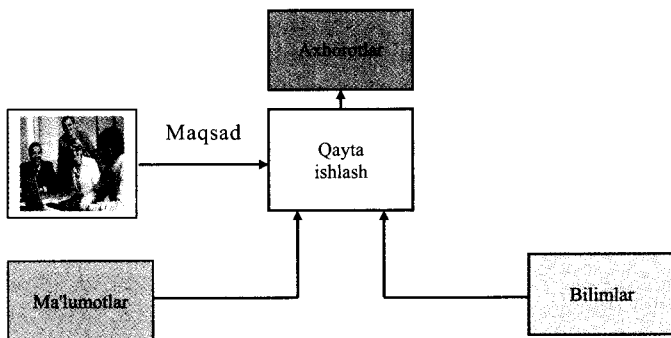 Axborotlar
Maqsad
Qayta
ishlash
Ma'lumotlar
Bilimlar